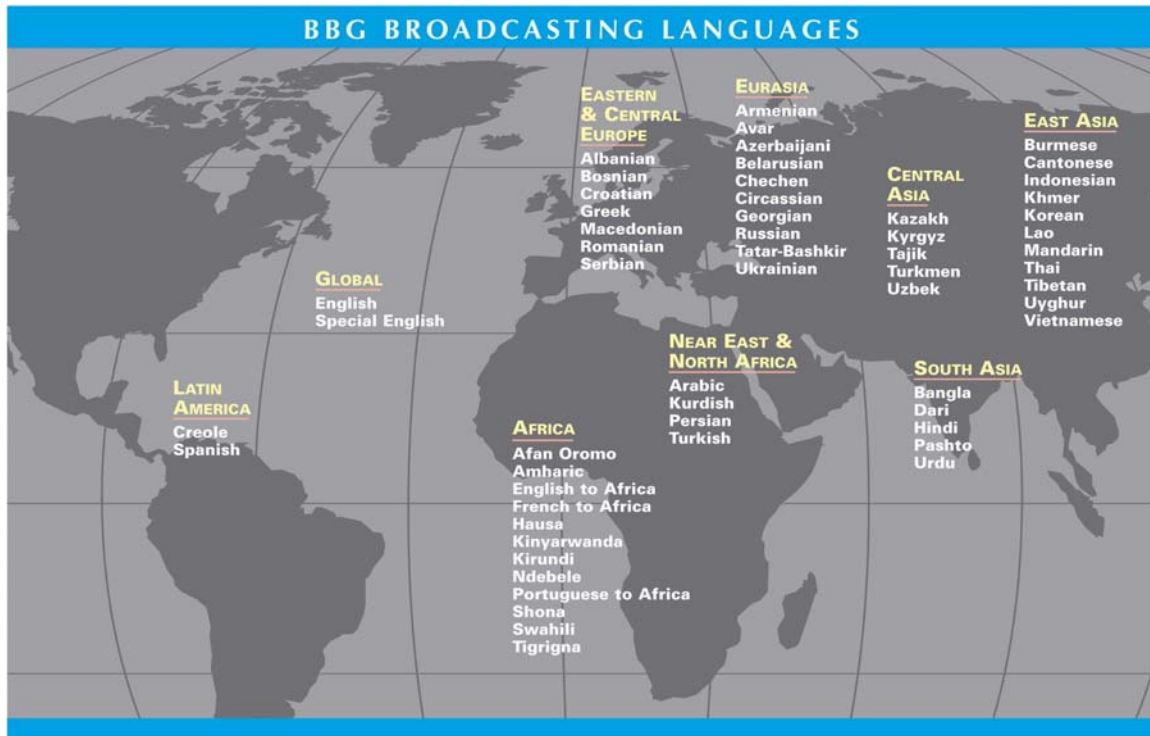 BBG BROADCASTING LANGUAGES
GLOBAL
English
Special English
LATIN
AMERICA
Creole
Spanish
EASTERN
& CENTRAL
EUROPE
Albanian
Bosnian
Croatian
Greek
Macedonian
Romanian
Serbian
EURASIA
Armenian
Avar
Azerbaijani
Belarusian
Chechen
Circassian
Georgian
Russian
Tatar-Bashkir
Ukrainian
CENTRAL
ASIA
Kazakh
Kyrgyz
Tajik
Turkmen
Uzbek
EAST ASIA
Burmese
Cantonese
Indonesian
Khmer
Korean
Lao
Mandarin
Thai
Tibetan
Uyghur
Vietnamese
NEAR EAST &
NORTH AFRICA
Arabic
Kurdish
Persian
Turkish
SOUTH ASIA
Bangla
Dari
Hindi
Pashto
Urdu
AFRICA
Afan Oromo
Amharic
English to Africa
French to Africa
Hausa
Kinyarwanda
Kirundi
Ndebele
Portuguese to Africa
Shona
Swahili
Tigrigna